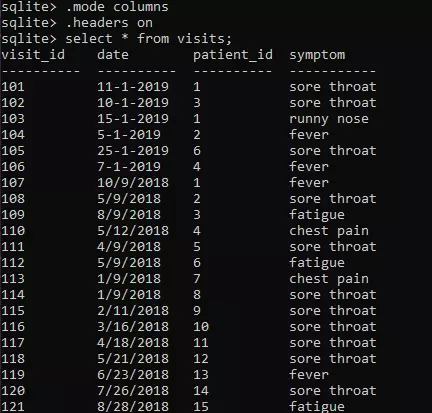 sqlite> .mode columns
sqlite> .headers on
sqlite> select * from visits;
visit_id    date        patient_id  symptom
----------  ----------  ----------  -----------
101         11-1-2019   1           sore throat
102         10-1-2019   3           sore throat
103         15-1-2019   1           runny nose
104         5-1-2019    2           fever
105         25-1-2019   6           sore throat
106         7-1-2019    4           fever
107         10/9/2018   1           fever
108         5/9/2018    2           sore throat
109         8/9/2018    3           fatigue
110         5/12/2018   4           chest pain
111         4/9/2018    5           sore throat
112         5/9/2018    6           fatigue
113         1/9/2018    7           chest pain
114         1/9/2018    8           sore throat
115         2/11/2018   9           sore throat
116         3/16/2018   10          sore throat
117         4/18/2018   11          sore throat
118         5/21/2018   12          sore throat
119         6/23/2018   13          fever
120         7/26/2018   14          sore throat
121         8/28/2018   15          fatigue